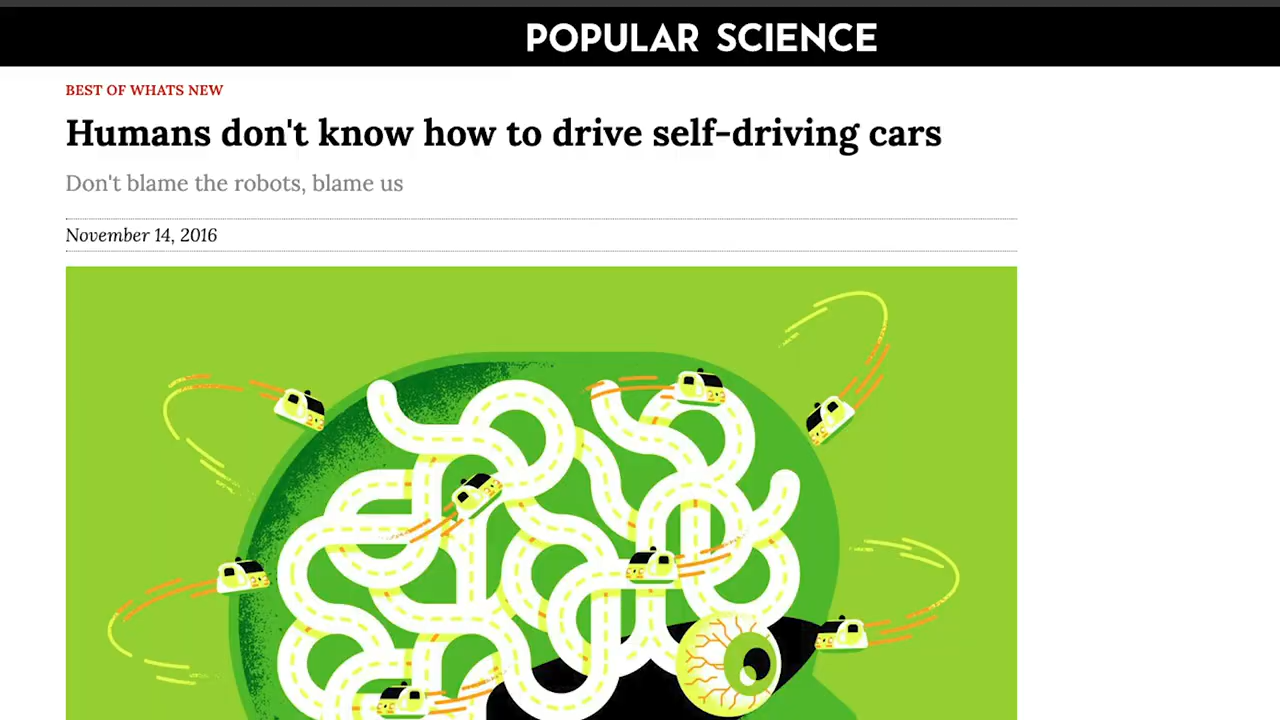 POPULAR SCIENCE
BEST OF WHATS NEW
Humans don't know how to drive self-driving cars
Don't blame the robots, blame us
November 14, 2016